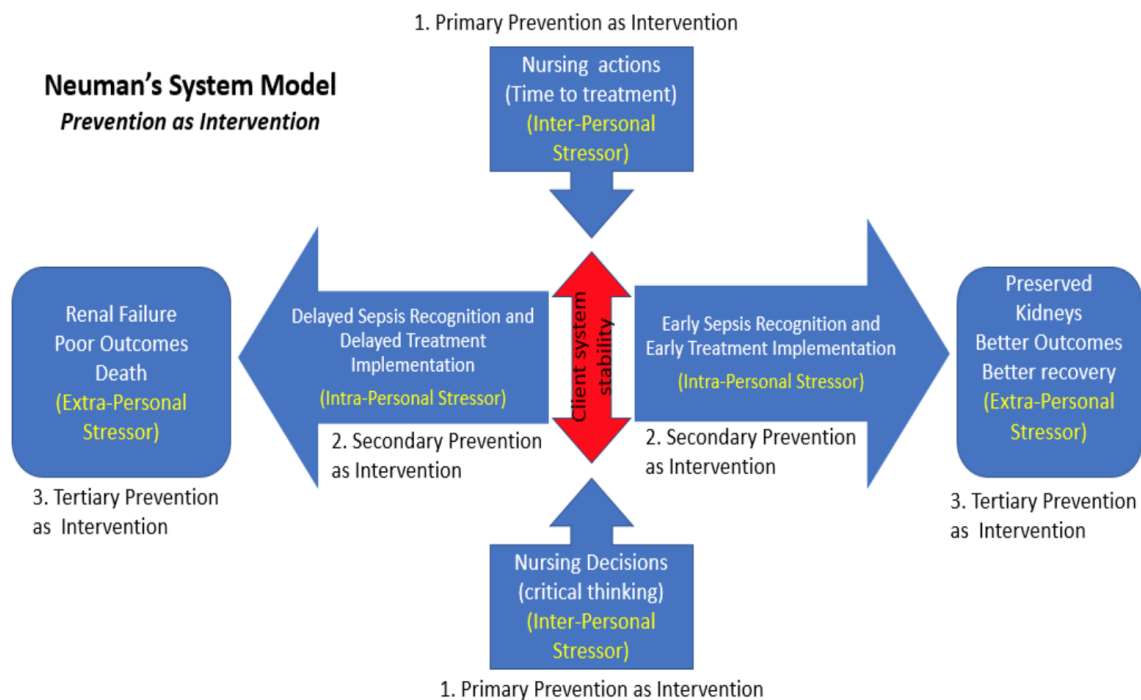 1. Primary Prevention as Intervention
Neuman's System Model
Prevention as Intervention
Nursing actions
(Time to treatment)
(Inter-Personal
Stressor)
Renal Failure
Poor Outcomes
Death
(Extra-Personal
Stressor)
3. Tertiary Prevention
as Intervention
Delayed Sepsis Recognition and
Delayed Treatment
Implementation
(Intra-Personal Stressor)
2. Secondary Prevention
as Intervention
Client system
stability
Early Sepsis Recognition and
Early Treatment Implementation
(Intra-Personal Stressor)
2. Secondary Prevention
as Intervention
Preserved
Kidneys
Better Outcomes
Better recovery
(Extra-Personal
Stressor)
3. Tertiary Prevention
as Intervention
Nursing Decisions
(critical thinking)
(Inter-Personal
Stressor)
1. Primary Prevention as Intervention